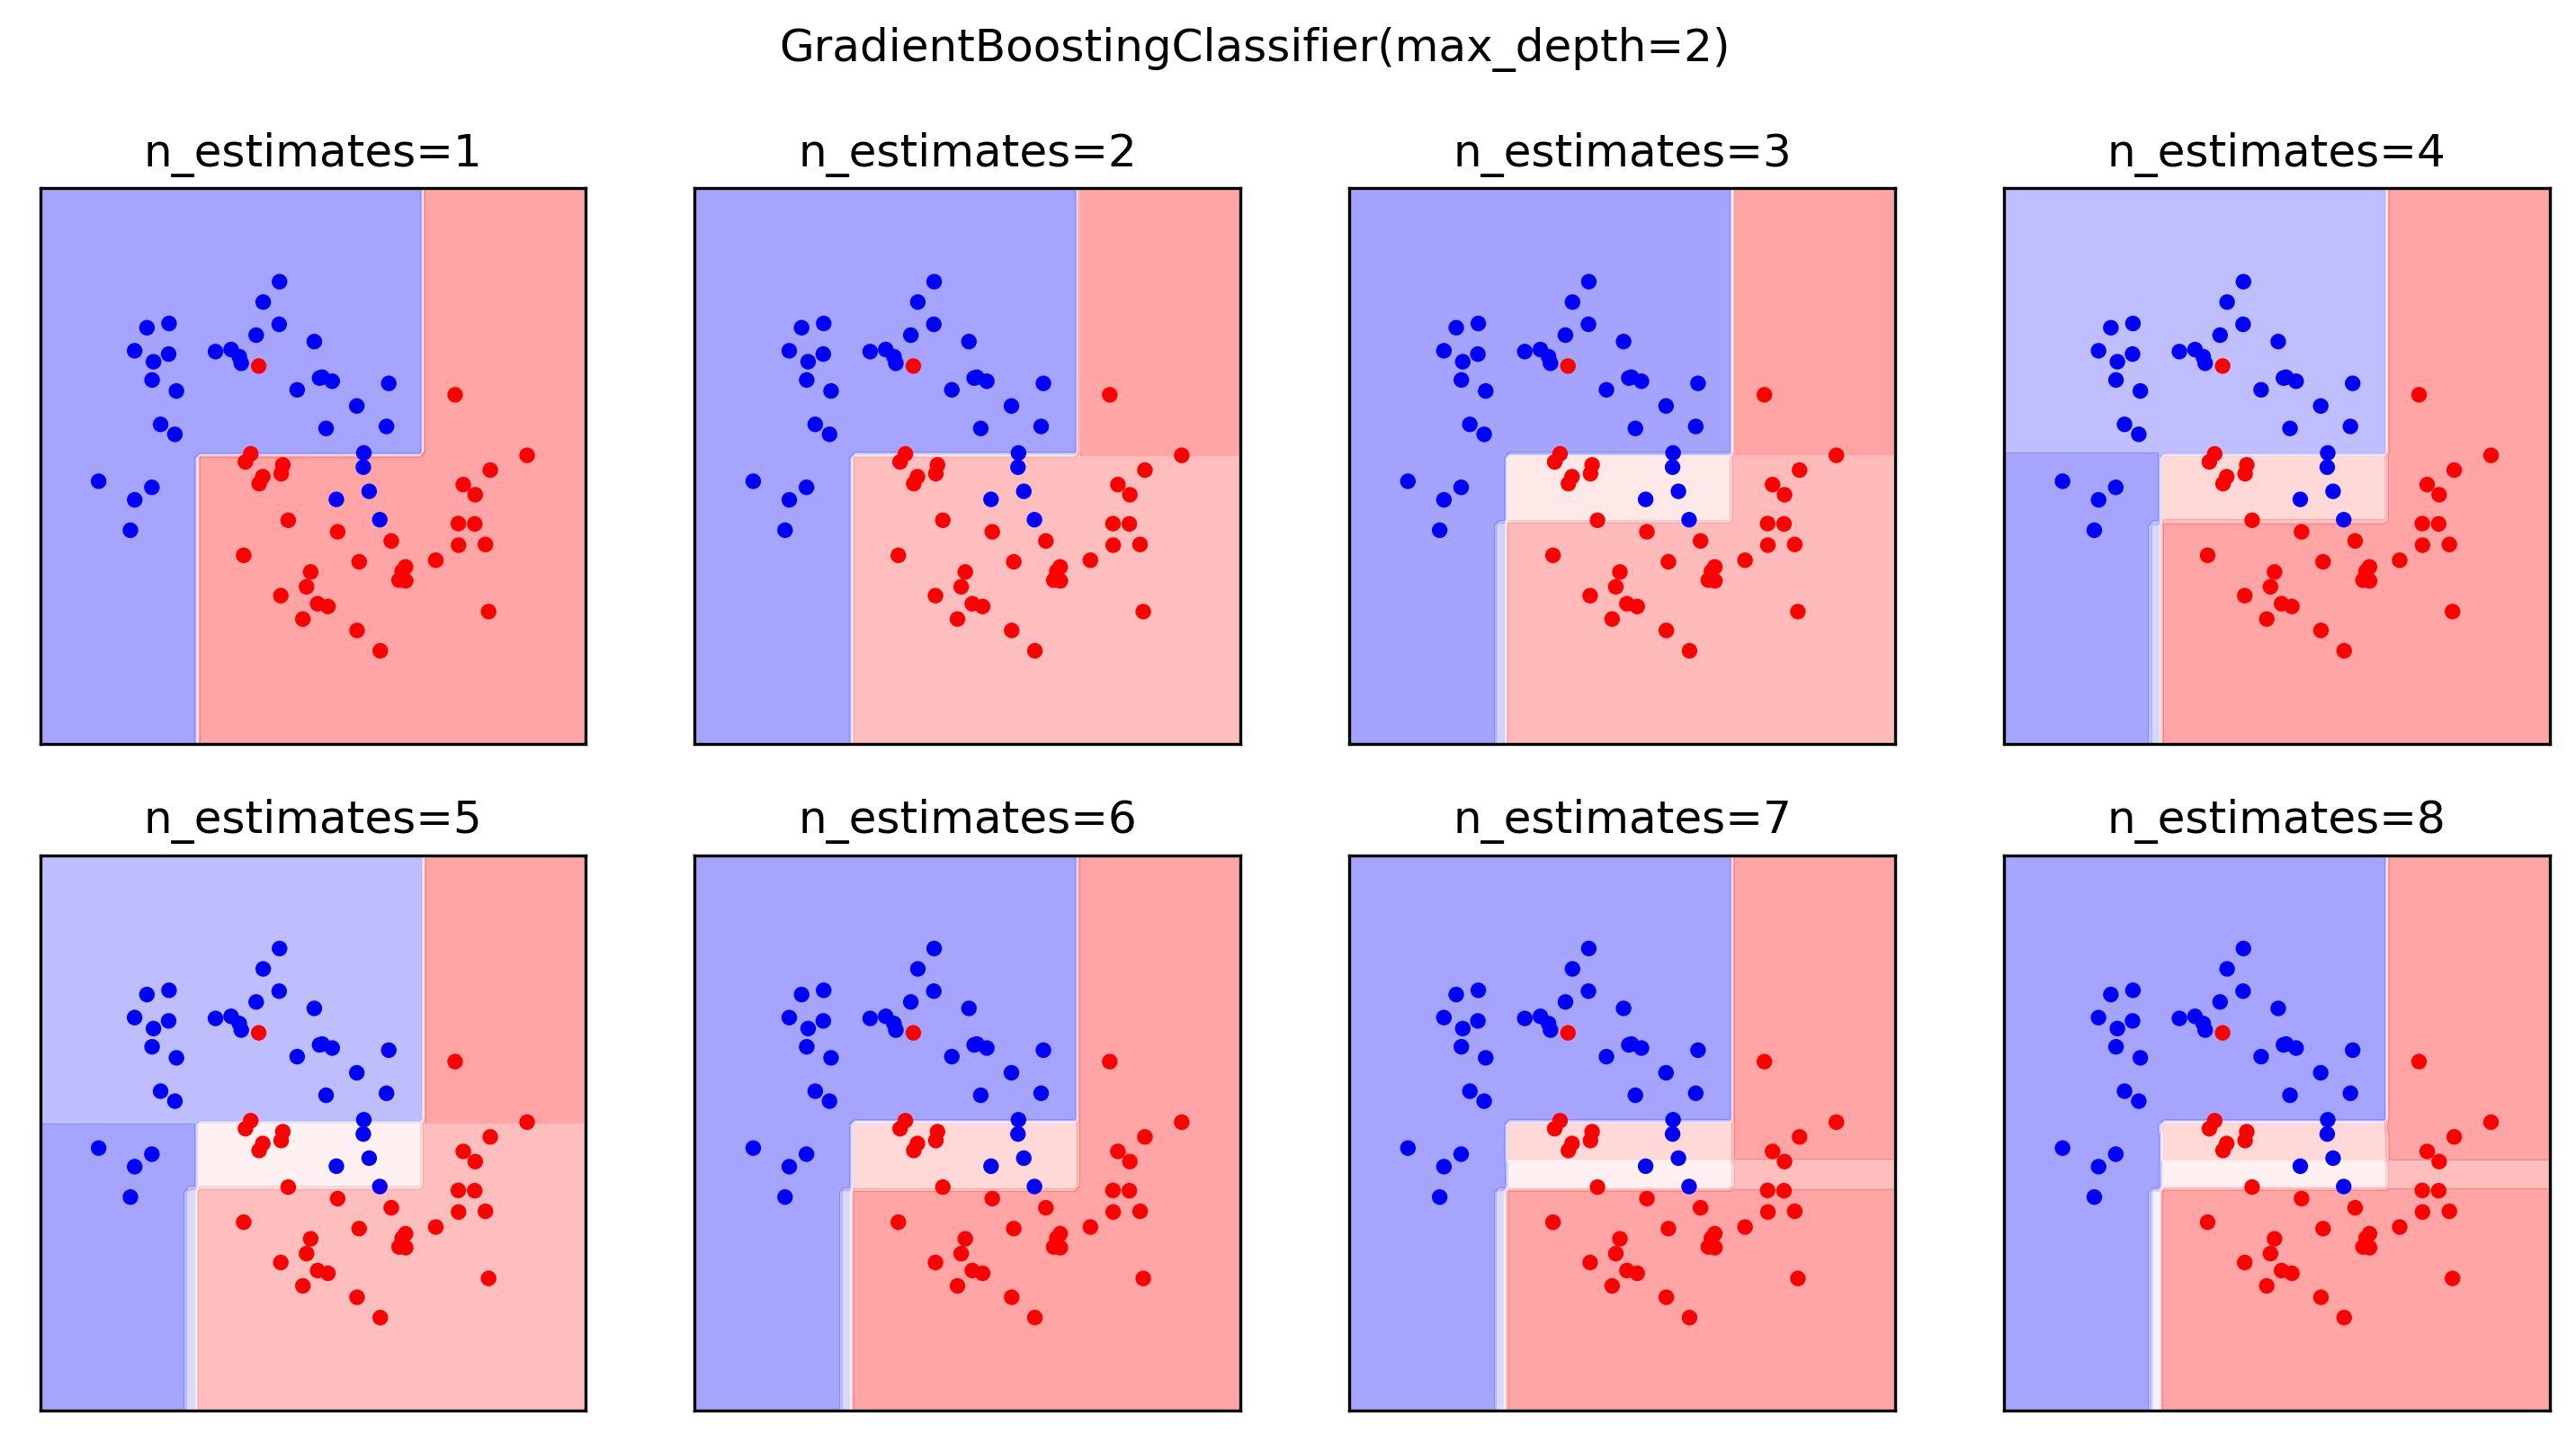 GradientBoostingClassifier(max_depth=2)
n_estimates=1
n_estimates=2
n_estimates=3
n_estimates=4
n_estimates=5
n_estimates=6
n_estimates=7
n_estimates=8